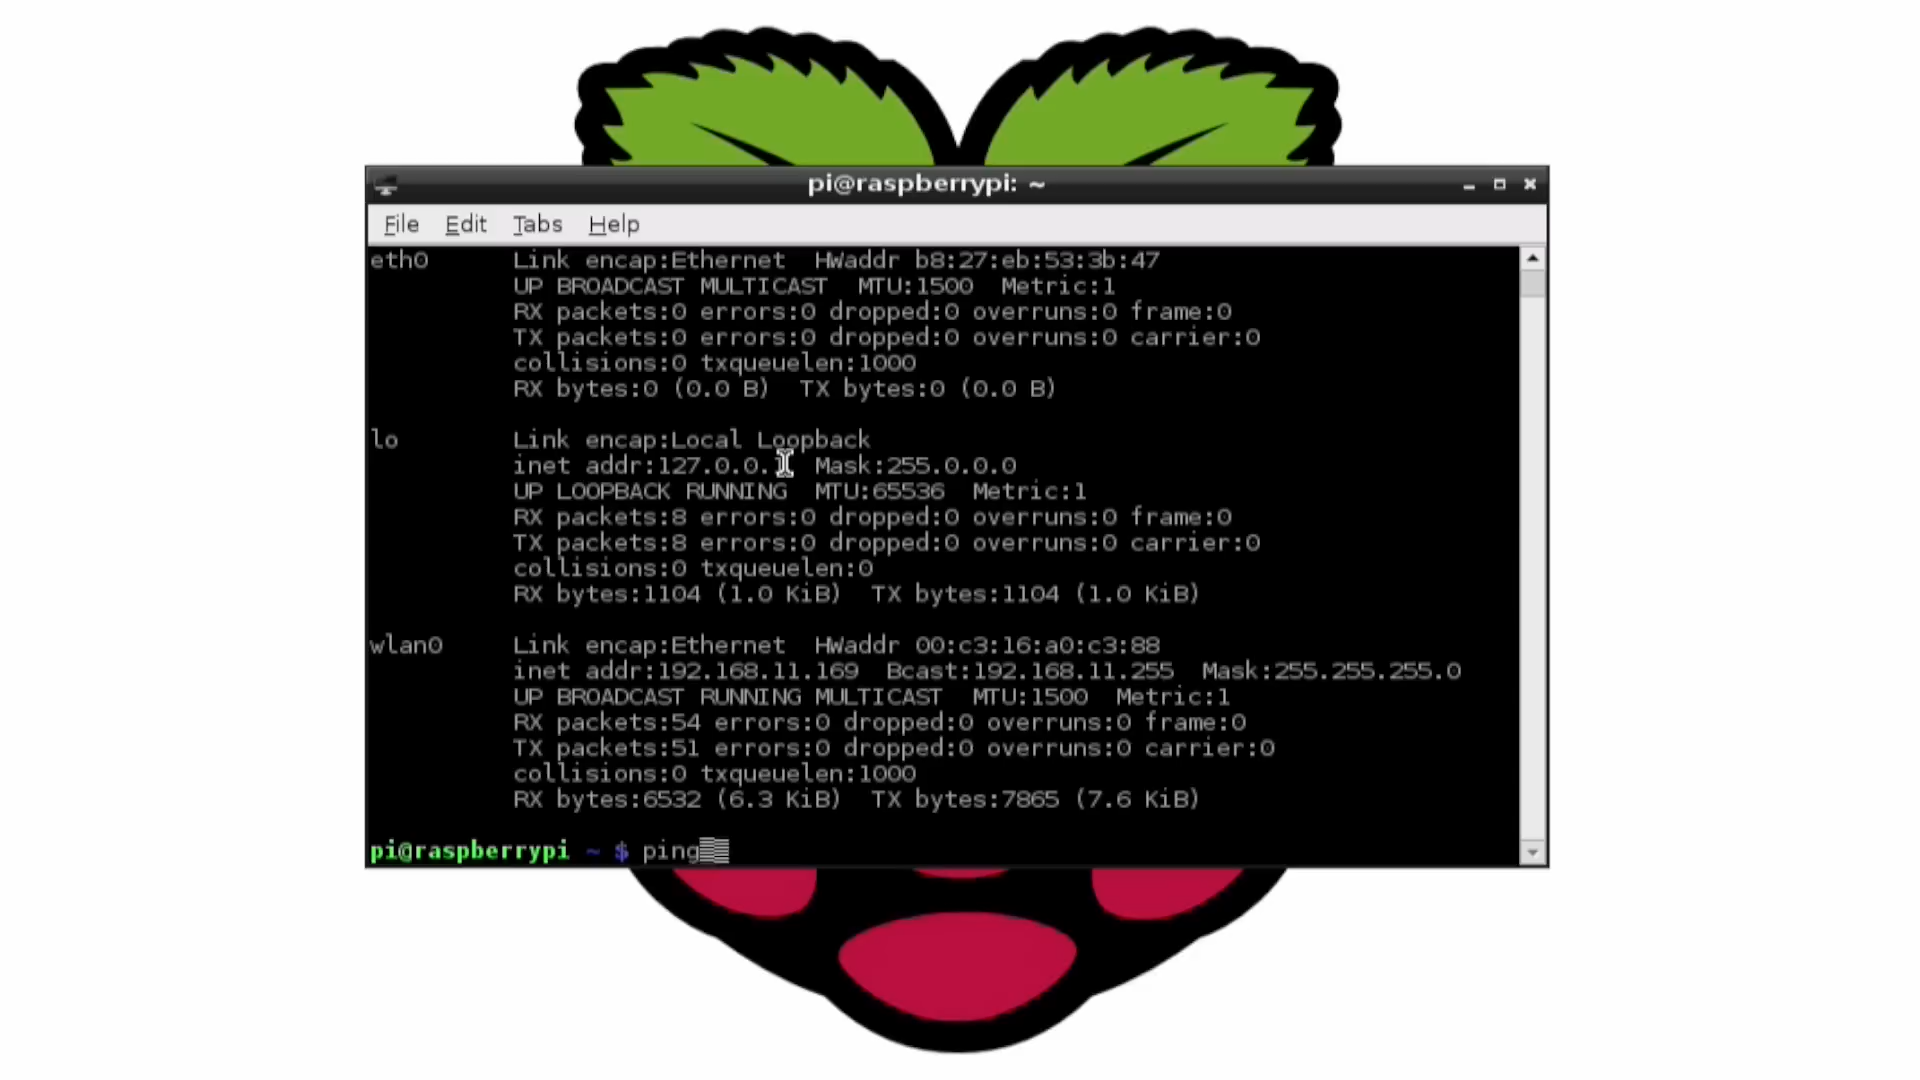 pi@raspberrypi: ~
File Edit Tabs Help
eth0 Link encap:Ethernet HWaddr b8:27:eb:53:3b:47
UP BROADCAST MULTICAST MTU:1500 Metric:1
RX packets:0 errors:0 dropped:0 overruns:0 frame:0
TX packets:0 errors:0 dropped:0 overruns:0 carrier:0
collisions:0 txqueuelen:1000
RX bytes:0 (0.0 B) TX bytes:0 (0.0 B)
lo Link encap:Local Loopback
inet addr:127.0.0.1 Mask:255.0.0.0
UP LOOPBACK RUNNING MTU:65536 Metric:1
RX packets:8 errors:0 dropped:0 overruns:0 frame:0
TX packets:8 errors:0 dropped:0 overruns:0 carrier:0
collisions:0 txqueuelen:0
RX bytes:1104 (1.0 KiB) TX bytes:1104 (1.0 KiB)
wlan0 Link encap:Ethernet HWaddr 00:c3:16:a0:c3:88
inet addr:192.168.11.169 Bcast:192.168.11.255 Mask:255.255.255.0
UP BROADCAST RUNNING MULTICAST MTU:1500 Metric:1
RX packets:54 errors:0 dropped:0 overruns:0 frame:0
TX packets:51 errors:0 dropped:0 overruns:0 carrier:0
collisions:0 txqueuelen:1000
RX bytes:6532 (6.3 KiB) TX bytes:7865 (7.6 KiB)
pi@raspberrypi ~ $ ping